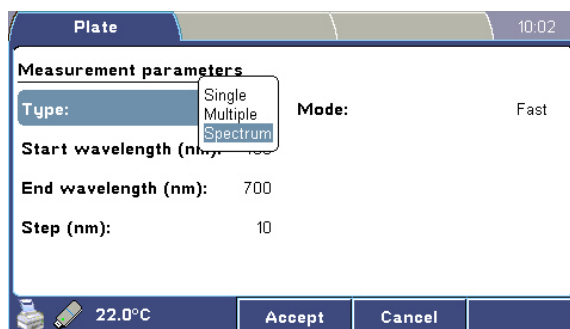 Plate 10:02
Measurement parameters
Type: Single Mode: Fast
Multiple
Spectrum
Start wavelength (nm):
End wavelength (nm): 700
Step (nm): 10
22.0°C Accept Cancel